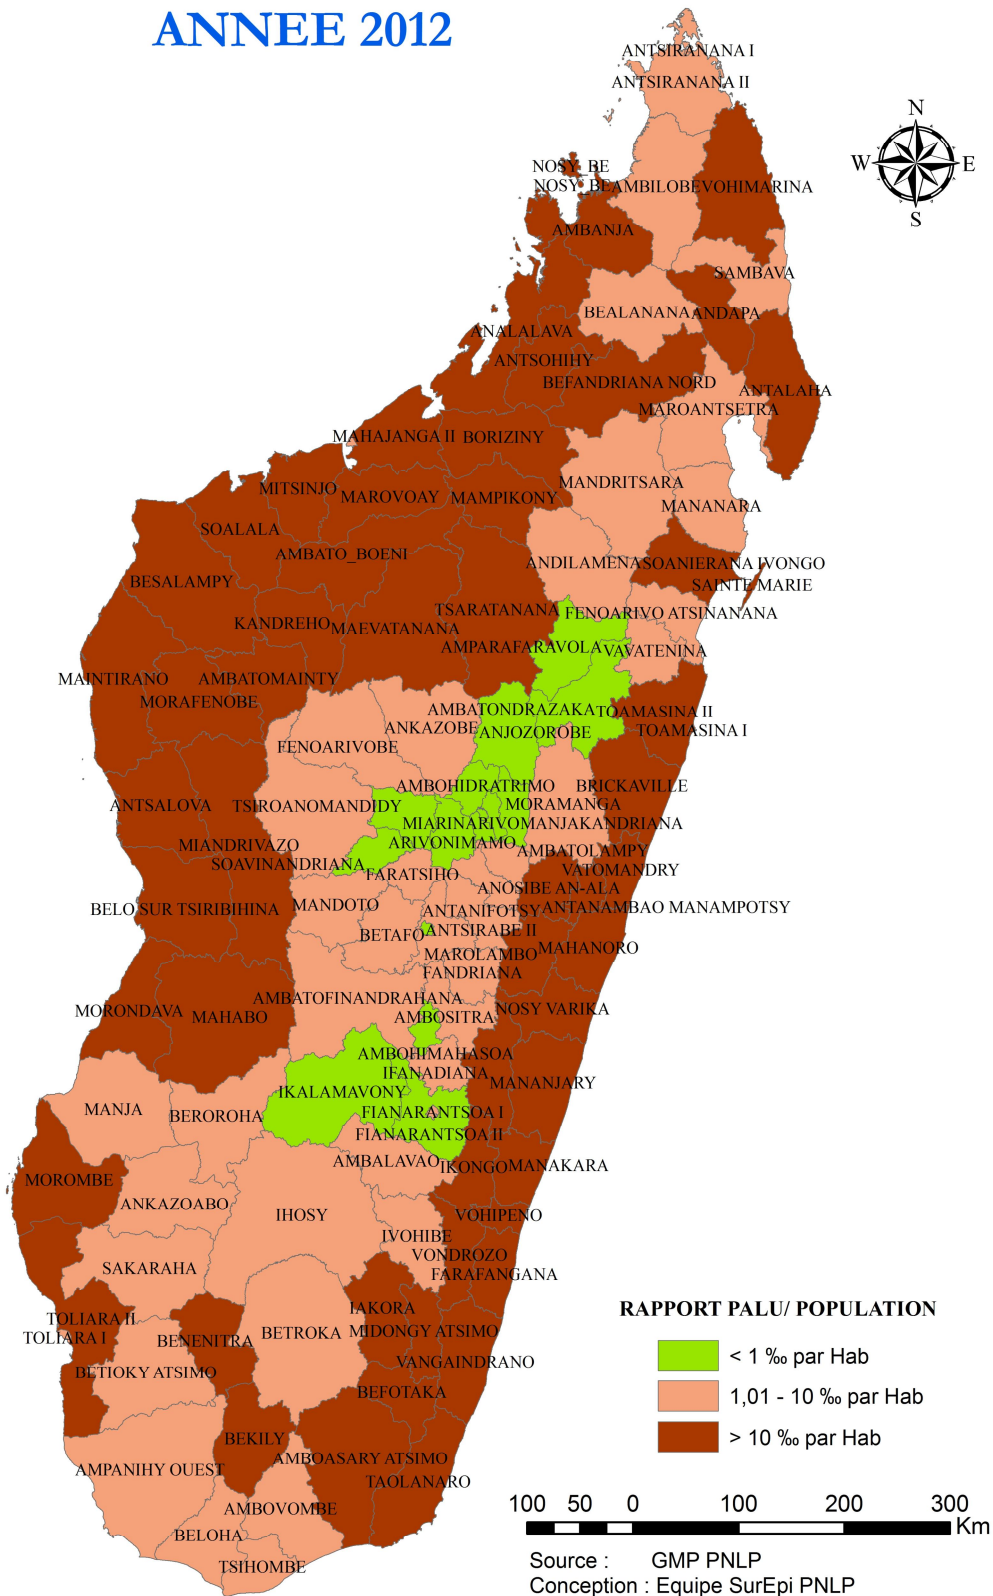 ANNEE 2012
ANTSIRANANA I
ANTSIRANANA II
N
W E
S
NOSY_BE
NOSY_BE
AMBILOBE
VOHIMARINA
AMBANJA
SAMBAVA
BEALANANA
ANDAPA
ANALALAVA
ANTSOHIHY
BEFANDRIANA NORD
ANTALAHA
MAROANTSETRA
MAHAJANGA II
BORIZINY
MANDRITSARA
MITSINJO
MAROVOAY
MAMPIKONY
MANANARA
SOALALA
AMBATO_BOENI
ANDILAMENA
SOANIERANA IVONGO
BESALAMPY
SAINTE MARIE
TSARATANANA
FENOARIVO ATSINANANA
KANDREHO
MAEVATANANA
AMPARAFARAVOLA
VAVATENINA
MAINTIRANO
AMBATOMAINTY
MORAFENOBE
AMBATONDRAZAKA
TOAMASINA II
ANKAZOBE
ANJOZOROBE
TOAMASINA I
FENOARIVOBE
AMBOHIDRATRIMO
BRICKAVILLE
ANTSALOVA
TSIROANOMANDIDY
MORAMANGA
MIARINARIVO
MANJAKANDRIANA
MIANDRIVAZO
ARIVONIMAMO
AMBATOLAMPY
SOAVINANDRIANA
FARATSIHO
VATOMANDRY
ANOSIBE AN-ALA
BELO SUR TSIRIBIHINA
MANDOTO
ANTANIFOTSY
ANTANAMBAO MANAMPOTSY
BETAFO
ANTSIRABE II
MAHANORO
MAROLAMBO
FANDRIANA
AMBATOFINANDRAHANA
MORONDAVA
MAHABO
AMBOSITRA
NOSY VARIKA
AMBOHIMAHASOA
IFANADIANA
MANANJARY
IKALAMAVONY
MANJA
BEROROHA
FIANARANTSOA I
FIANARANTSOA II
AMBALAVAO
IKONGO
MANAKARA
MOROMBE
ANKAZOABO
IHOSY
VOHIPENO
IVOHIBE
VONDROZO
SAKARAHA
FARAFANGANA
IAKORA
RAPPORT PALU/ POPULATION
TOLIARA II
TOLIARA I
BENENITRA
BETROKA
MIDONGY ATSIMO
< 1 ‰ par Hab
VANGAINDRANO
BETIOKY ATSIMO
BEFOTAKA
1,01 - 10 ‰ par Hab
BEKILY
> 10 ‰ par Hab
AMBOASARY ATSIMO
AMPANIHY OUEST
TAOLANARO
AMBOVOMBE
100 50 0 100 200 300
Km
BELOHA
TSIHOMBE
Source : GMP PNLP
Conception : Equipe SurEpi PNLP